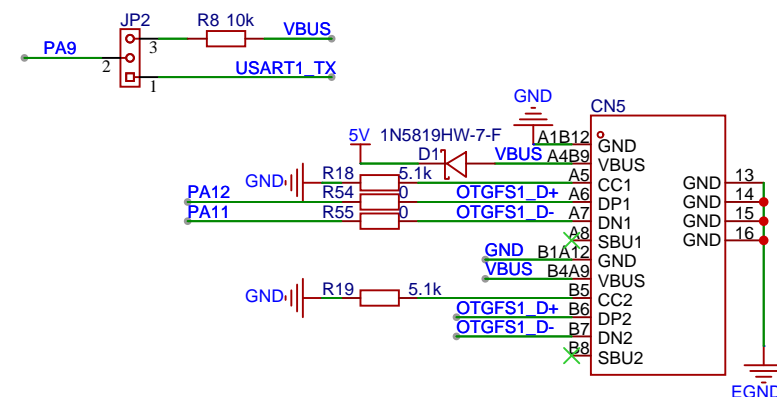 JP2
R8 10k
VBUS
3
PA9
2
USART1_TX
1
GND
CN5
5V
1N5819HW-7-F
D1
VBUS
A1B12
GND
A4B9
VBUS
GND
R18
5.1k
A5
CC1
GND
13
PA12
R54
0
OTGFS1_D+
A6
DP1
GND
14
PA11
R55
0
OTGFS1_D-
A7
DN1
GND
15
A8
SBU1
GND
16
GND
B1A12
GND
VBUS
B4A9
VBUS
GND
R19
5.1k
B5
CC2
OTGFS1_D+
B6
DP2
OTGFS1_D-
B7
DN2
B8
SBU2
EGND